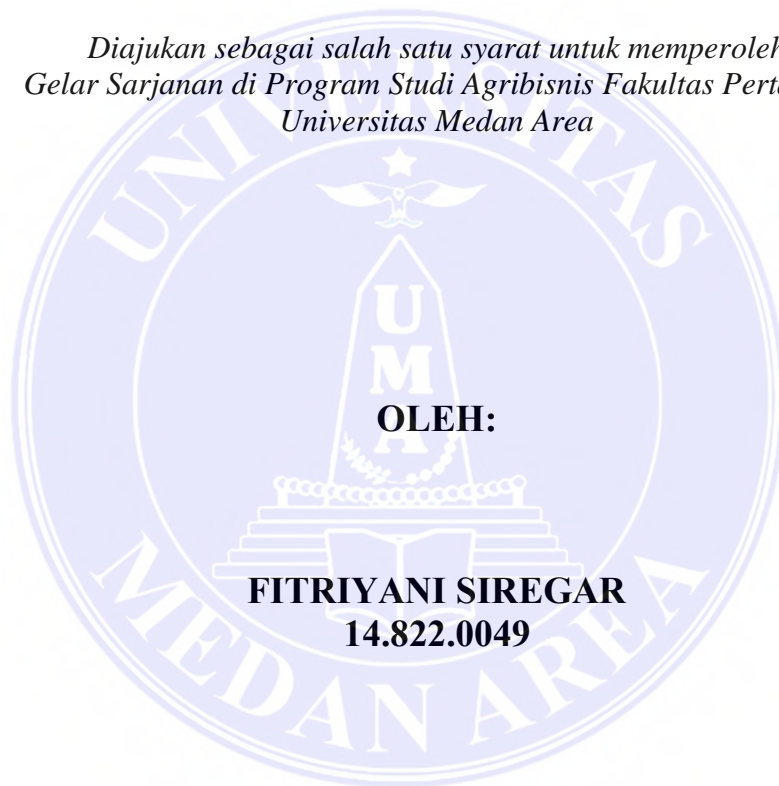 Diajukan sebagai salah satu syarat untuk memperoleh
Gelar Sarjanan di Program Studi Agribisnis Fakultas
Universitas Medan Area
UNIVERSITAS
UMA
OLEH:
FITRIYANI SIREGAR
14.822.0049
MEDAN AREA